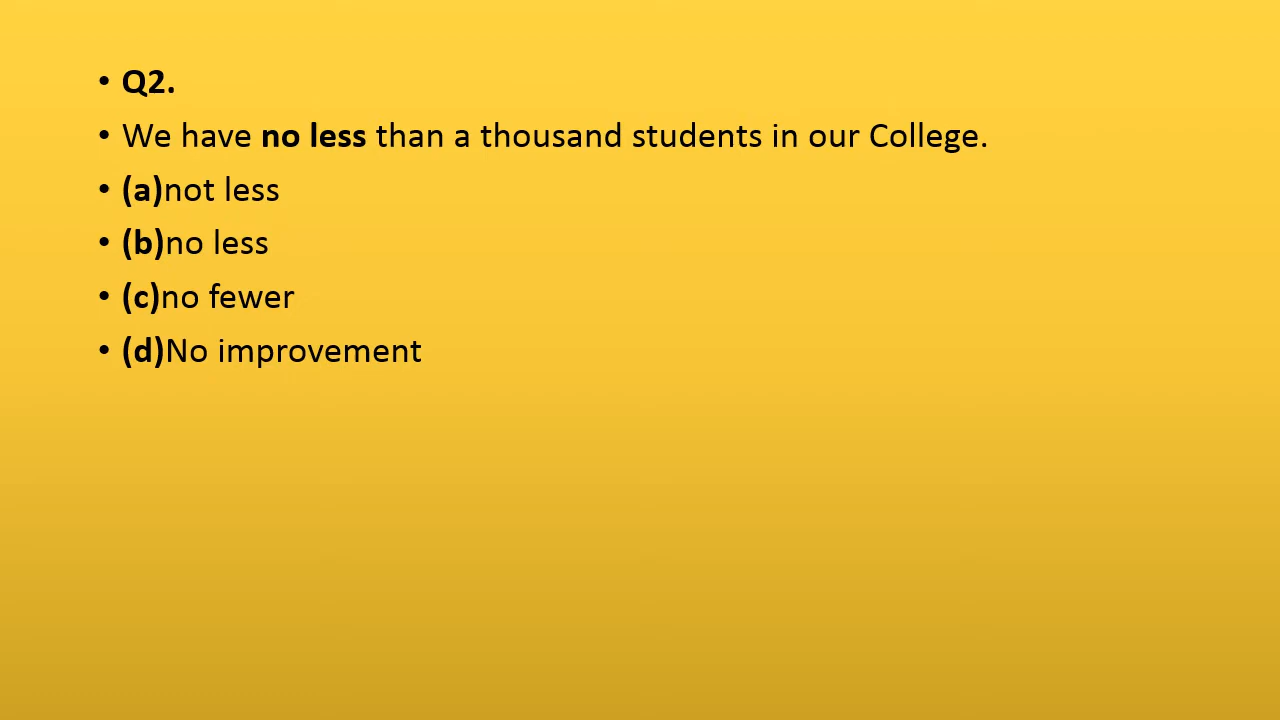 • Q2.
• We have no less than a thousand students in our College.
• (a)not less
• (b)no less
• (c)no fewer
• (d)No improvement